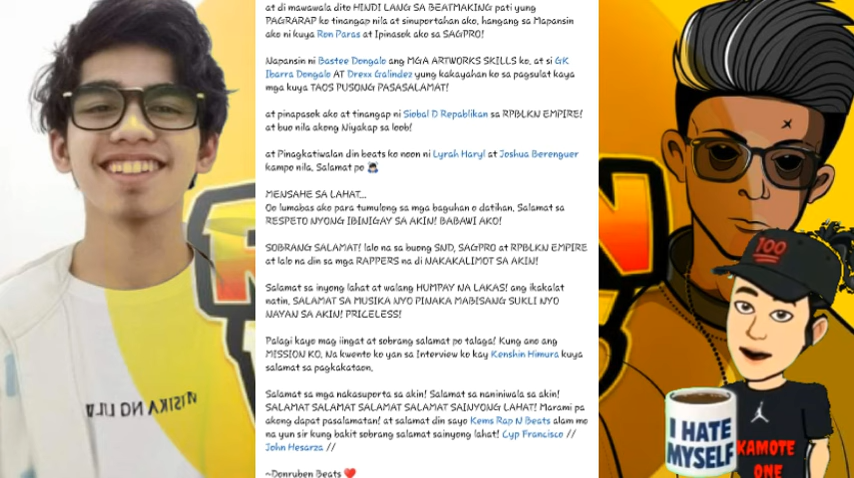 at di mawawala dito HINDI LANG SA BEATMAKING pati yung
PAGRARAP ko tinangap nila at sinuportahan ako, hangang sa Mapansin
ako ni kuya Ron Paras at Ipinasek ako sa SAGPRO!
Napansin ni Bastee Dongalo ang MGA ARTWORKS SKILLS ko, at si GK
Ibarra Dongalo AT Drexx Galindez yung kakayahan ko sa pagsulat kaya
mga kuya TAOS PUSONG PASASALAMAT!
at pinapasek ako at tinangap ni Siobal D Repablikan sa RPBLKN EMPIRE!
at buo nila akong Niyakap sa loob!
at Pinagkatiwalan din beats ko noon ni Lyrah Haryl at Joshua Berenguer
kampo nila, Salamat po
MENSAHE SA LAHAT...
Oo lumabas ako para tumulong sa mga baguhan o datihan, Salamat sa
RESPETO NYONG IBINIGAY SA AKIN! BABAWI AKO!
SOBRANG SALAMAT! lalo na sa buong SND, SAGPRO at RPBLKN EMPIRE
at lalo na din sa mga RAPPERS na di NAKAKALIMOT SA AKIN!
Salamat sa inyong lahat at walang HUMPAY NA LAKAS! ang ikakalat
natin, SALAMAT SA MUSIKA NYO PINAKA MABISANG SUKLI NYO
NAYAN SA AKIN! PRICELESS!
Palagi kayo mag iingat at sobrang salamat po talaga! Kung ano ang
MISSION KO, Na kwento ko yan sa Interview ko kay Kenshin Himura kuya
salamat sa pagkakataon,
Salamat sa mga nakasuporta sa akin! Salamat sa naniniwala sa akin!
SALAMAT SALAMAT SALAMAT SALAMAT SAINYONG LAHAT! Marami pa
akong dapat pasalamatan! at salamat din sayo Kems Rap N Beats alam mo
na yun sir kung bakit sobrang salamat sainyong lahat! Cyp Francisco //
John Hesarza //
~Donruben Beats ❤️
100
I HATE
MYSELF
KAMOTE
ONE